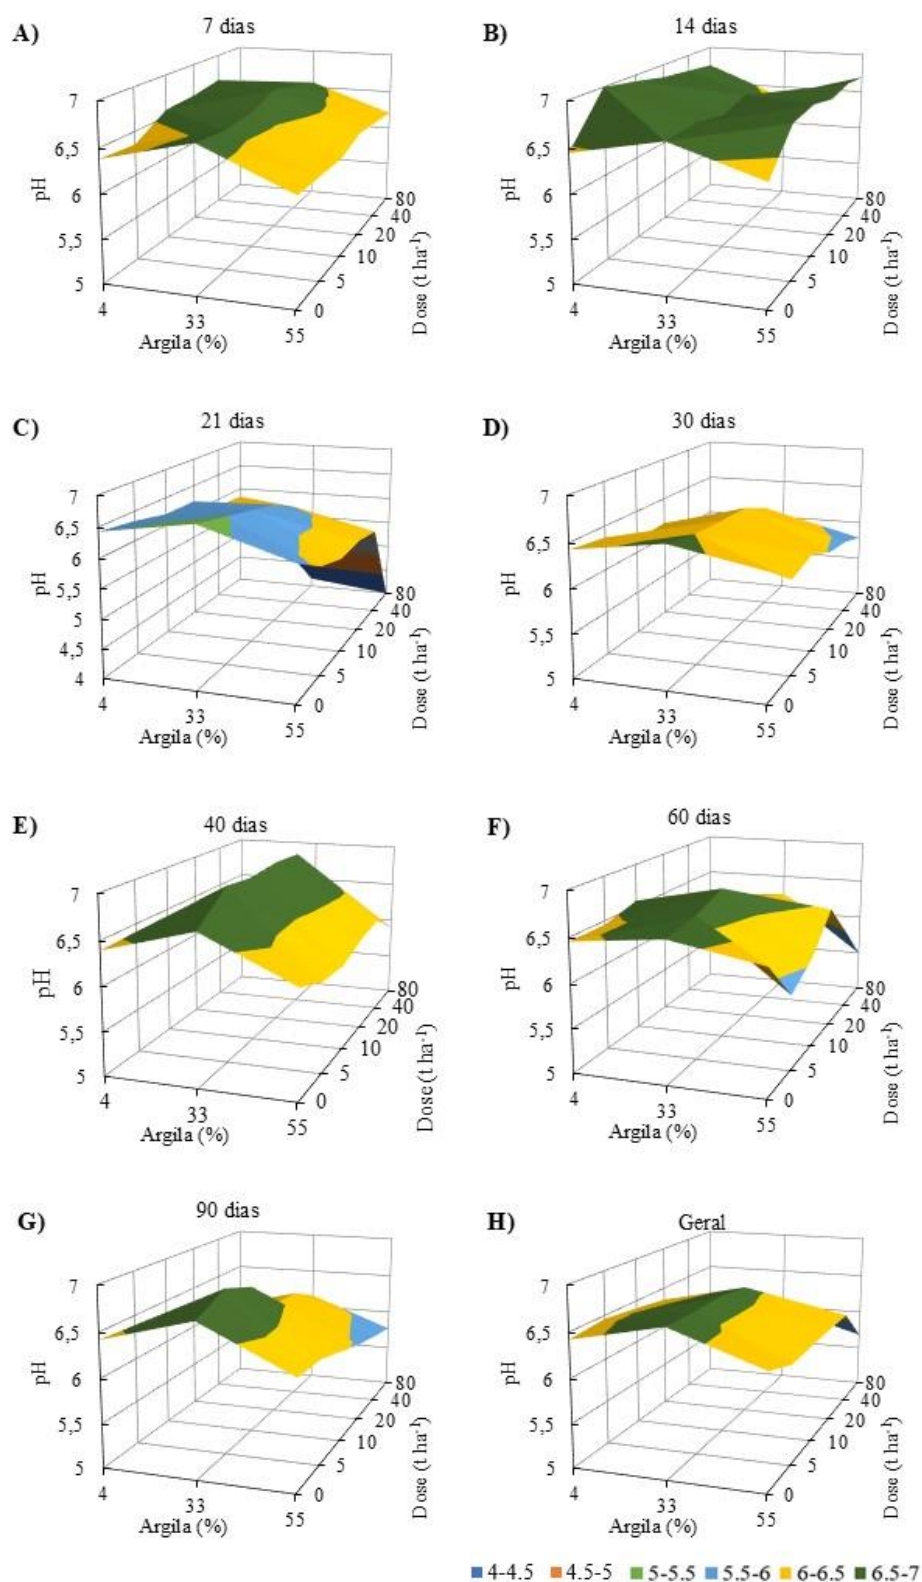 A)
7 dias
7
6,5
6
5,5
5
pH
4
33
55
Argila (%)
0
5
10
20
40
80
Dose (t ha⁻¹)
B)
14 dias
7
6,5
6
5,5
5
pH
4
33
55
Argila (%)
0
5
10
20
40
80
Dose (t ha⁻¹)
C)
21 dias
7
6,5
6
5,5
5
4,5
4
pH
4
33
55
Argila (%)
0
5
10
20
40
80
Dose (t ha⁻¹)
D)
30 dias
7
6,5
6
5,5
5
pH
4
33
55
Argila (%)
0
5
10
20
40
80
Dose (t ha⁻¹)
E)
40 dias
7
6,5
6
5,5
5
pH
4
33
55
Argila (%)
0
5
10
20
40
80
Dose (t ha⁻¹)
F)
60 dias
7
6,5
6
5,5
5
pH
4
33
55
Argila (%)
0
5
10
20
40
80
Dose (t ha⁻¹)
G)
90 dias
7
6,5
6
5,5
5
pH
4
33
55
Argila (%)
0
5
10
20
40
80
Dose (t ha⁻¹)
H)
Geral
7
6,5
6
5,5
5
pH
4
33
55
Argila (%)
0
5
10
20
40
80
Dose (t ha⁻¹)
4-4.5 4.5-5 5-5.5 5.5-6 6-6.5 6.5-7